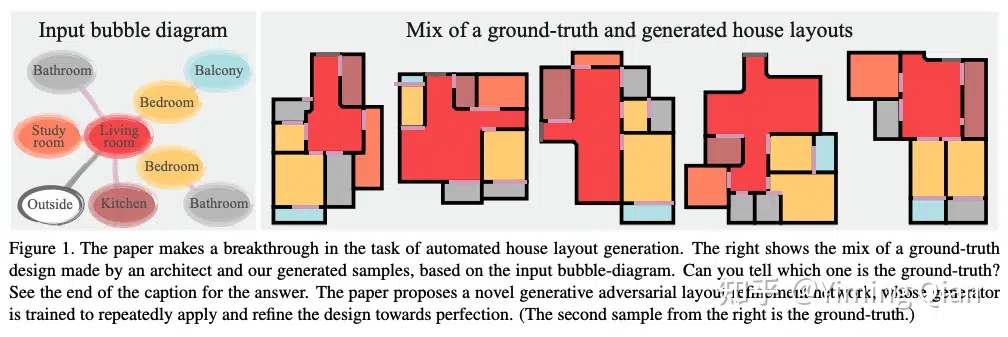 Input bubble diagram
Mix of a ground-truth and generated house layouts
Bathroom
Balcony
Bedroom
Study
room
Living
room
Bedroom
Outside
Kitchen
Bathroom
Figure 1. The paper makes a breakthrough in the task of automated house layout generation. The right shows the mix of a ground-truth
design made by an architect and our generated samples, based on the input bubble-diagram. Can you tell which one is the ground-truth?
See the end of the caption for the answer. The paper proposes a novel generative adversarial layout refinement network, whose generator
is trained to repeatedly apply and refine the design towards perfection. (The second sample from the right is the ground-truth.)
知乎 @Yiming Qian